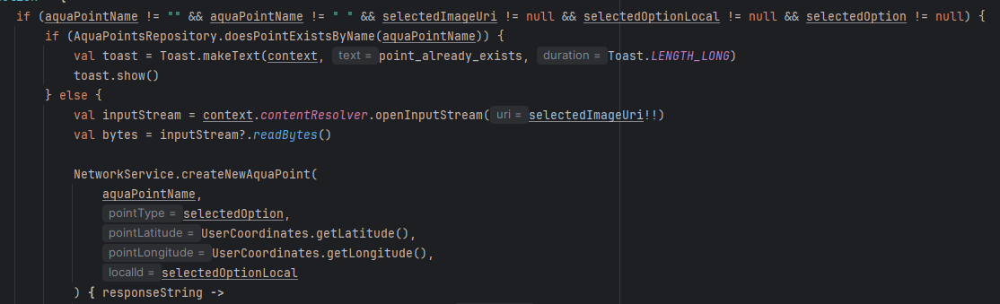 if (aquaPointName != "" && aquaPointName != " " && selectedImageUri != null && selectedOptionLocal != null && selectedOption != null) {
if (AquaPointsRepository.doesPointExistsByName(aquaPointName)) {
val toast = Toast.makeText(context, text = point_already_exists, duration = Toast.LENGTH_LONG)
toast.show()
} else {
val inputStream = context.contentResolver.openInputStream( uri = selectedImageUri!!)
val bytes = inputStream?.readBytes()
NetworkService.createNewAquaPoint(
aquaPointName,
pointType = selectedOption,
pointLatitude = UserCoordinates.getLatitude(),
pointLongitude = UserCoordinates.getLongitude(),
localId = selectedOptionLocal
) { responseString ->